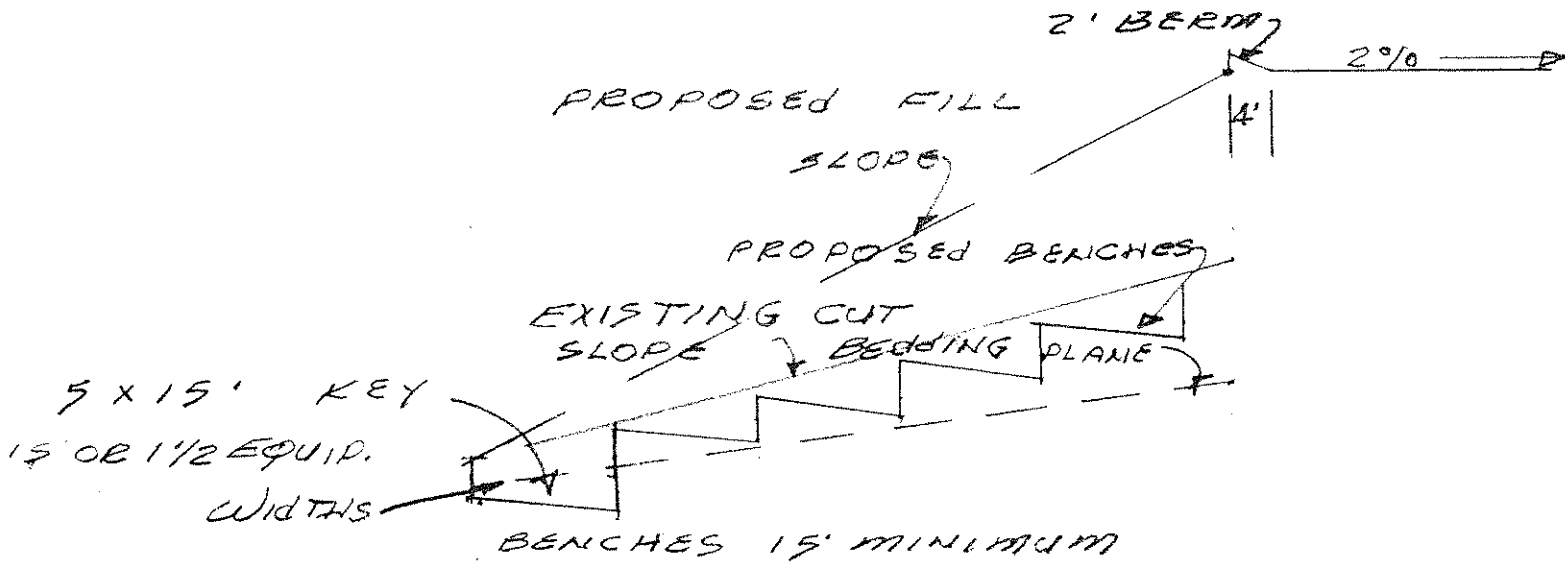 2' BERM
2%
PROPOSEd FILL
4'
SLOPE
PROPOSEd BENCHES
EXISTING CUT
SLOPE
BEddING PLANE
5 X 15' KEY
15 OR 1 1/2 EQUIP.
WIdTHS
BENCHES 15' MINIMUM